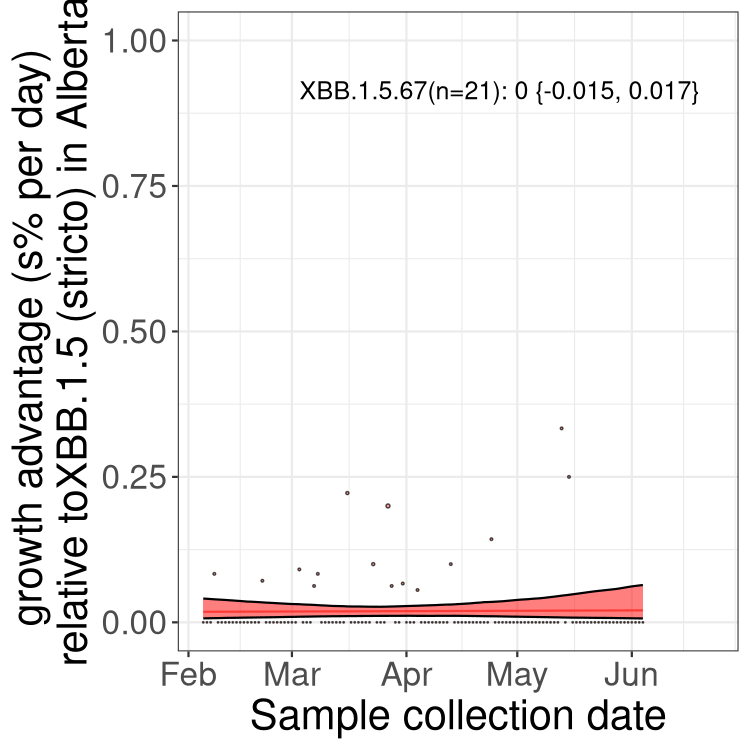 growth advantage (s% per day)
relative toXBB.1.5 (stricto) in Alberta
1.00
0.75
0.50
0.25
0.00
XBB.1.5.67(n=21): 0 {-0.015, 0.017}
Feb Mar Apr May Jun
Sample collection date